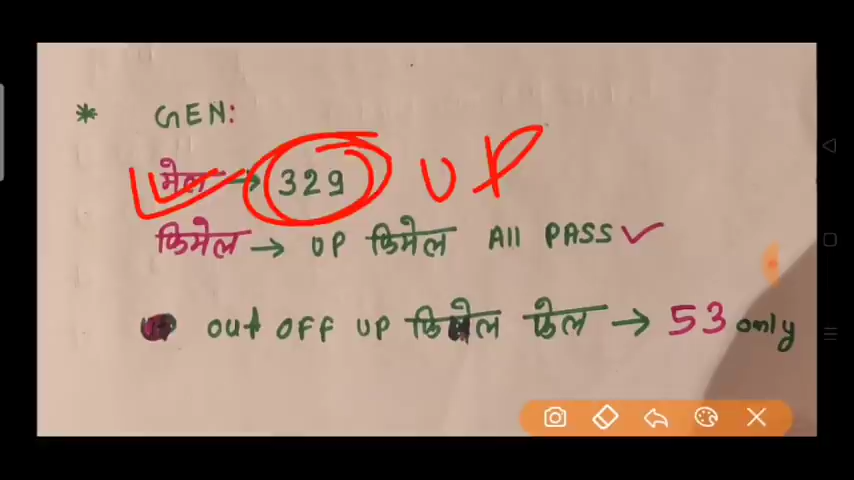 * GEN:
मेल → 329 UP
फिमेल → UP फिमेल All PASS ✓
out OFF UP फिमेल फेल → 53 only